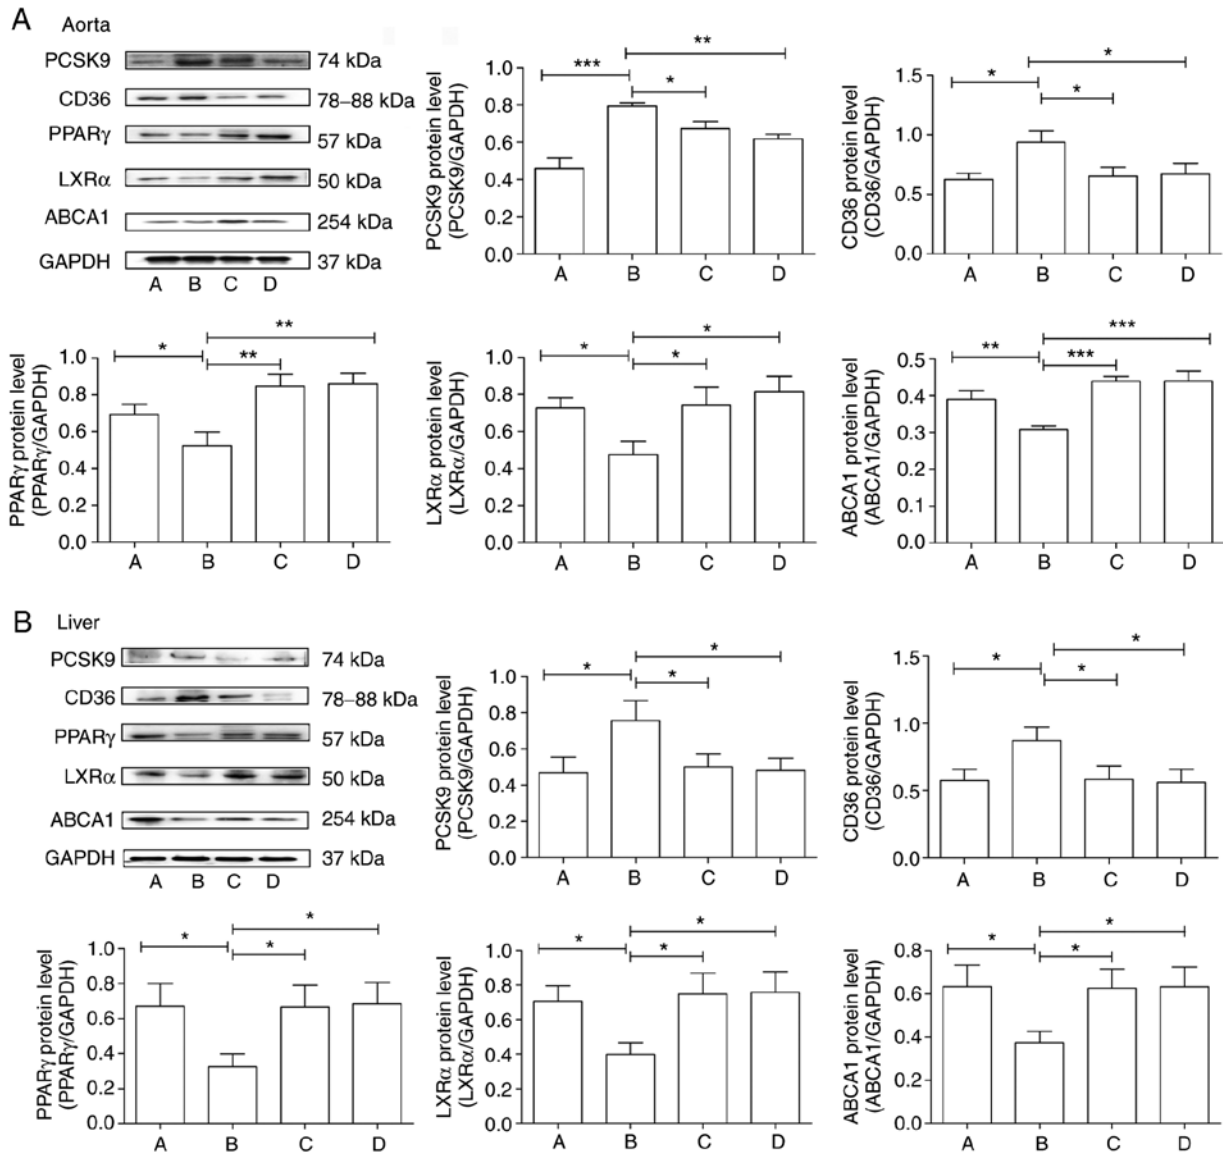 A Aorta
PCSK9 74 kDa
CD36 78–88 kDa
PPARγ 57 kDa
LXRα 50 kDa
ABCA1 254 kDa
GAPDH 37 kDa
A B C D
PCSK9 protein level
(PCSK9/GAPDH)
1.0
0.8
0.6
0.4
0.2
0.0
*** * **
A B C D
CD36 protein level
(CD36/GAPDH)
1.5
1.0
0.5
0.0
* * *
A B C D
PPARγ protein level
(PPARγ/GAPDH)
1.0
0.8
0.6
0.4
0.2
0.0
* ** **
A B C D
LXRα protein level
(LXRα/GAPDH)
1.0
0.8
0.6
0.4
0.2
0.0
* * *
A B C D
ABCA1 protein level
(ABCA1/GAPDH)
0.5
0.4
0.3
0.2
0.1
0.0
** *** ***
A B C D
B Liver
PCSK9 74 kDa
CD36 78–88 kDa
PPARγ 57 kDa
LXRα 50 kDa
ABCA1 254 kDa
GAPDH 37 kDa
A B C D
PCSK9 protein level
(PCSK9/GAPDH)
1.0
0.8
0.6
0.4
0.2
0.0
* * *
A B C D
CD36 protein level
(CD36/GAPDH)
1.5
1.0
0.5
0.0
* * *
A B C D
PPARγ protein level
(PPARγ/GAPDH)
1.0
0.8
0.6
0.4
0.2
0.0
* * *
A B C D
LXRα protein level
(LXRα/GAPDH)
1.0
0.8
0.6
0.4
0.2
0.0
* * *
A B C D
ABCA1 protein level
(ABCA1/GAPDH)
0.8
0.6
0.4
0.2
0.0
* * *
A B C D